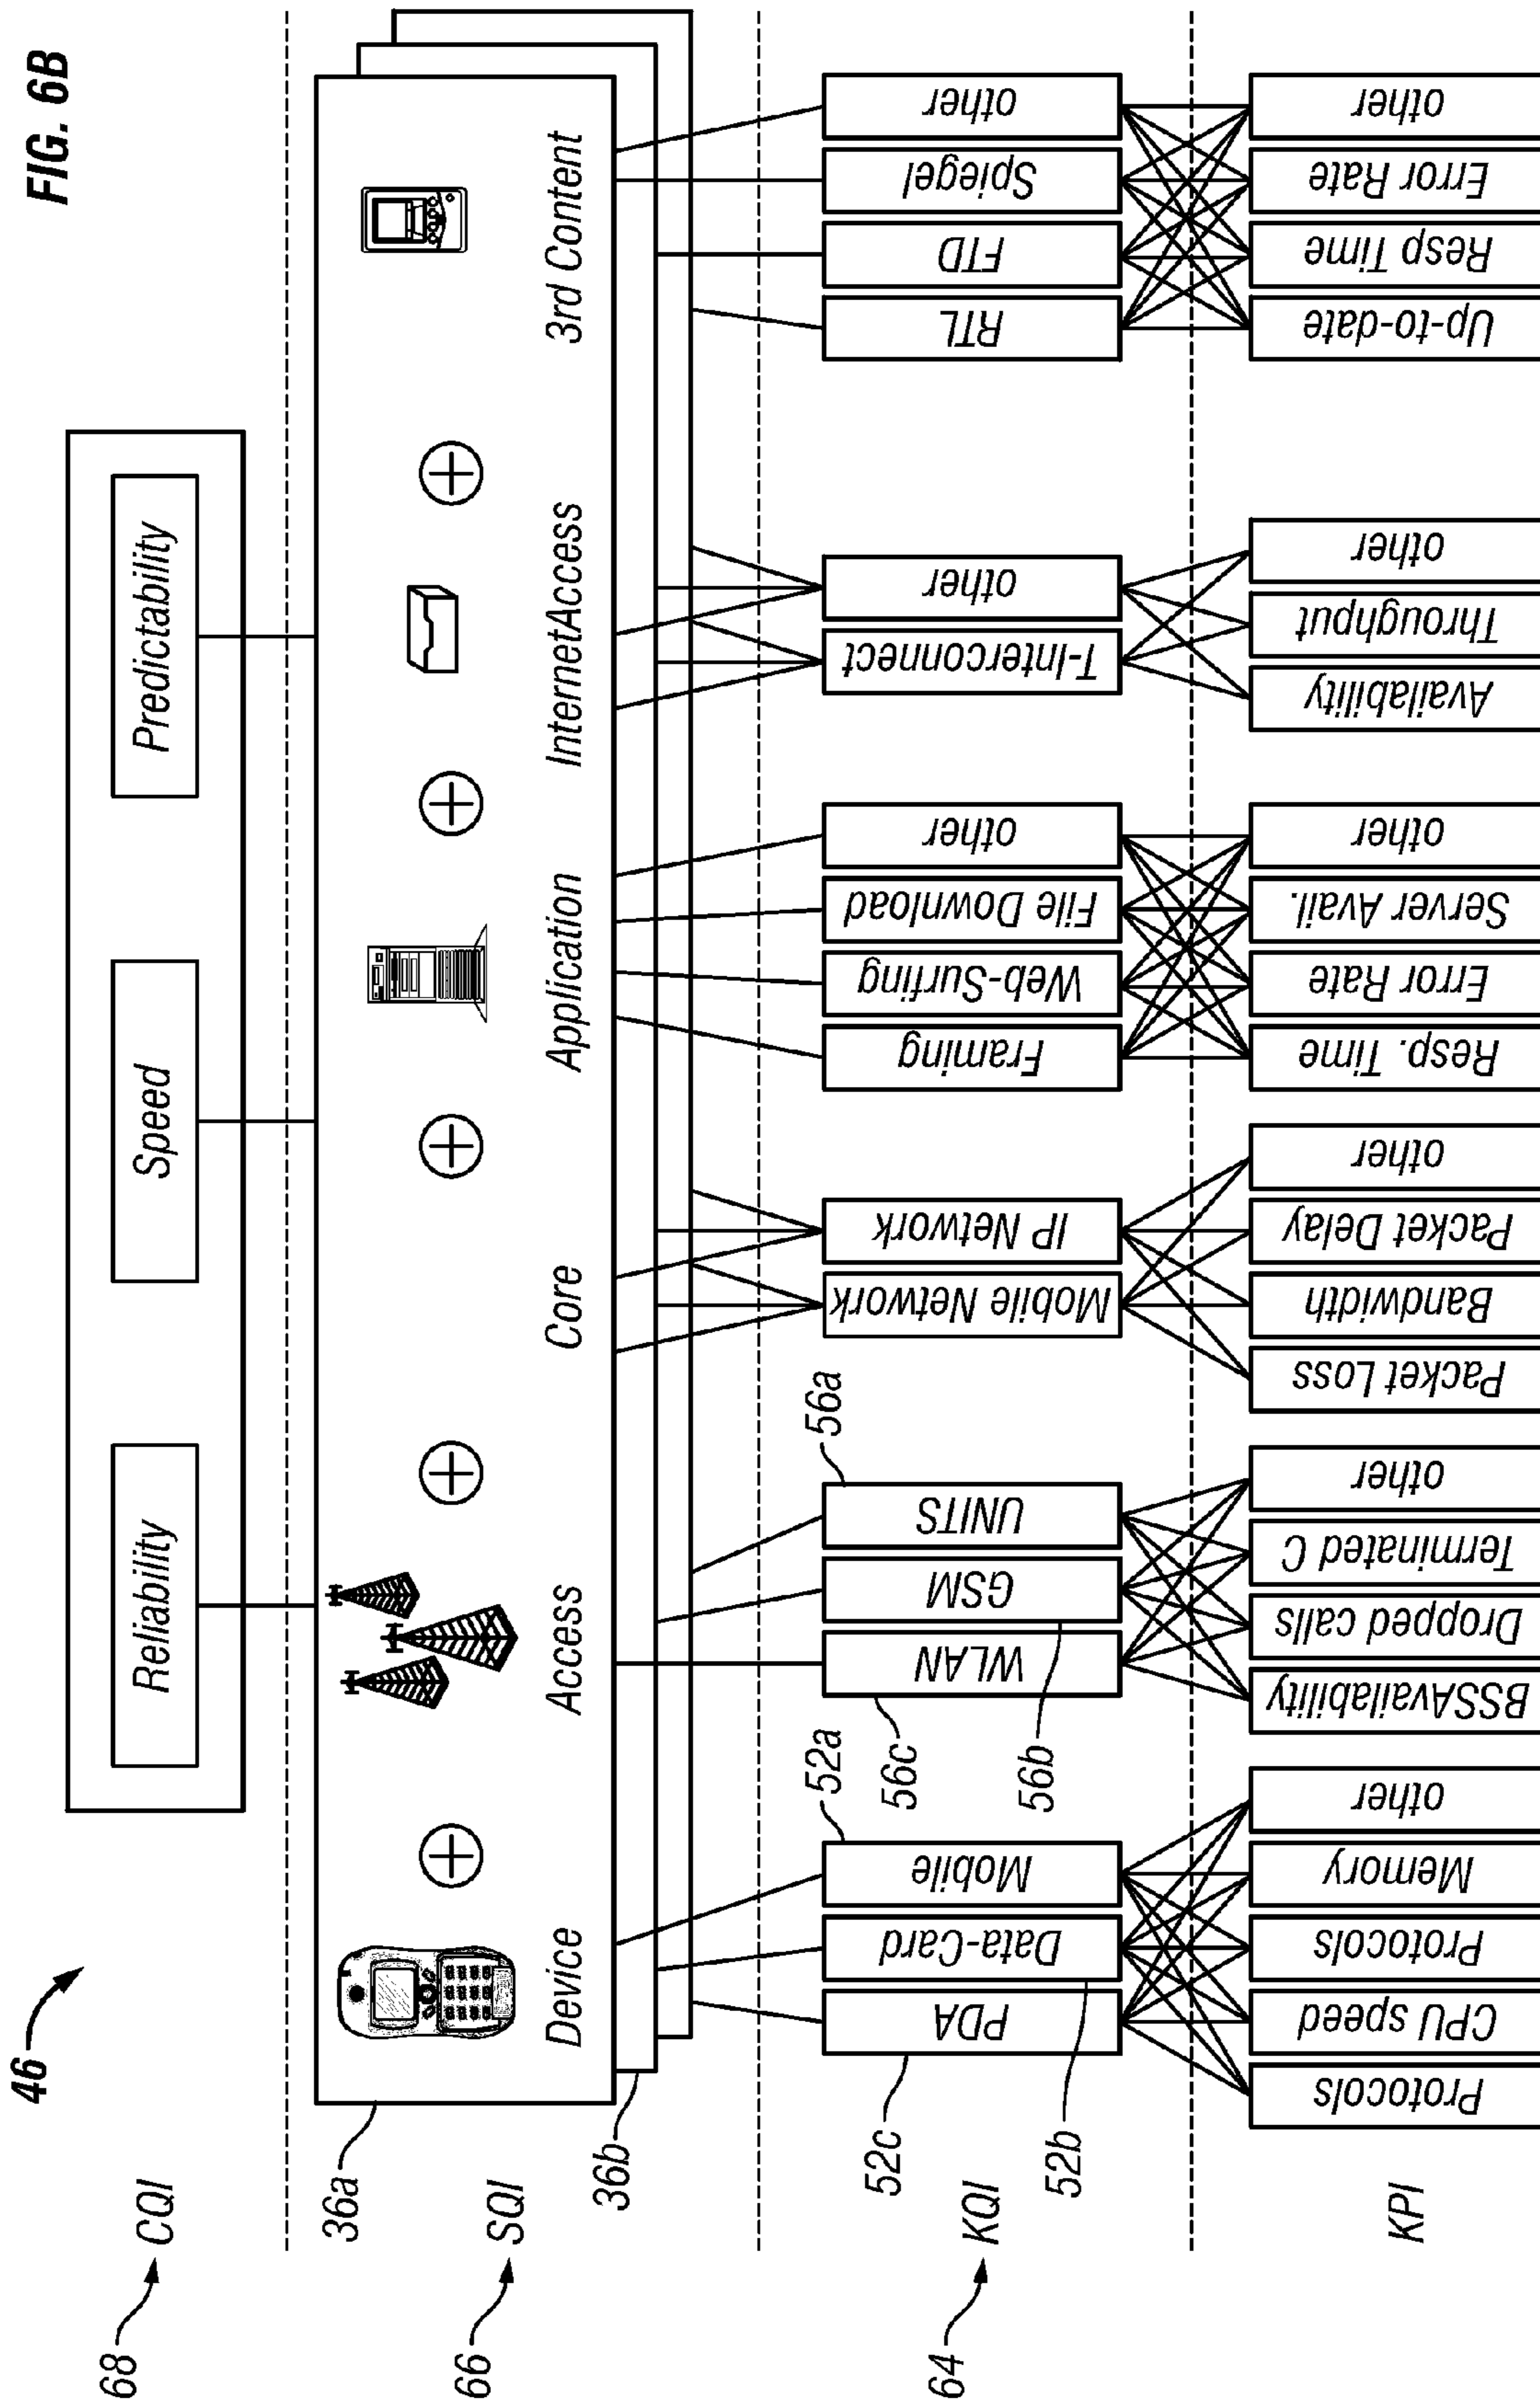 FIG. 6B
46
68
CQI
Reliability
Speed
Predictability
36a
66
SQI
36b
Device
Access
Core
Application
InternetAccess
3rd Content
64
KQI
52c
52b
52a
56c
56b
56a
PDA
Data-Card
Mobile
WLAN
GSM
UNITS
Mobile Network
IP Network
Framing
Web-Surfing
File Download
other
T-Interconnect
other
RTL
FTD
Spiegel
other
KPI
Protocols
CPU speed
Protocols
Memory
other
BSSAvailability
Dropped calls
Terminated C
other
Packet Loss
Bandwidth
Packet Delay
other
Resp. Time
Error Rate
Server Avail.
other
Availability
Throughput
other
Up-to-date
Resp Time
Error Rate
other